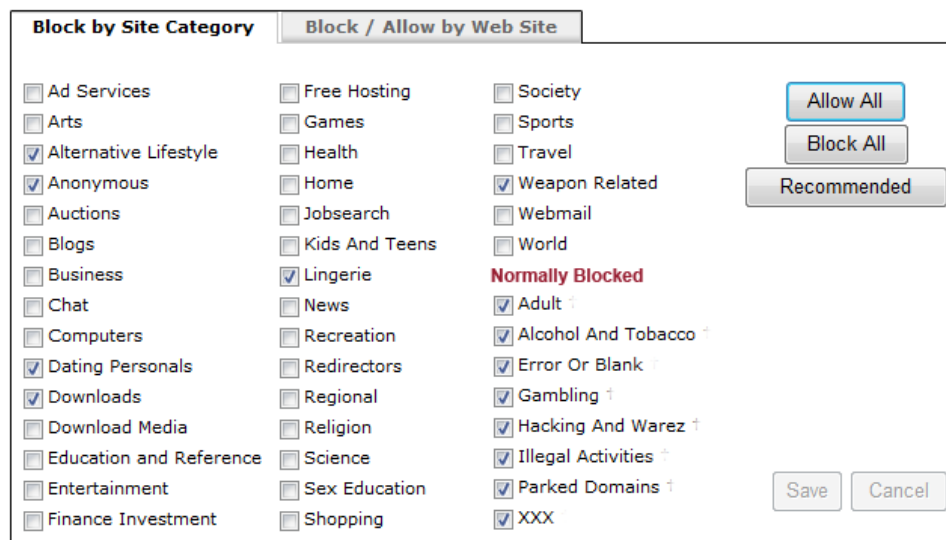 Block by Site Category
Block / Allow by Web Site
Ad Services
Arts
Alternative Lifestyle
Anonymous
Auctions
Blogs
Business
Chat
Computers
Dating Personals
Downloads
Download Media
Education and Reference
Entertainment
Finance Investment
Free Hosting
Games
Health
Home
Jobsearch
Kids And Teens
Lingerie
News
Recreation
Redirectors
Regional
Religion
Science
Sex Education
Shopping
Society
Sports
Travel
Weapon Related
Webmail
World
Normally Blocked
Adult †
Alcohol And Tobacco †
Error Or Blank †
Gambling †
Hacking And Warez †
Illegal Activities †
Parked Domains †
XXX
Allow All
Block All
Recommended
Save
Cancel